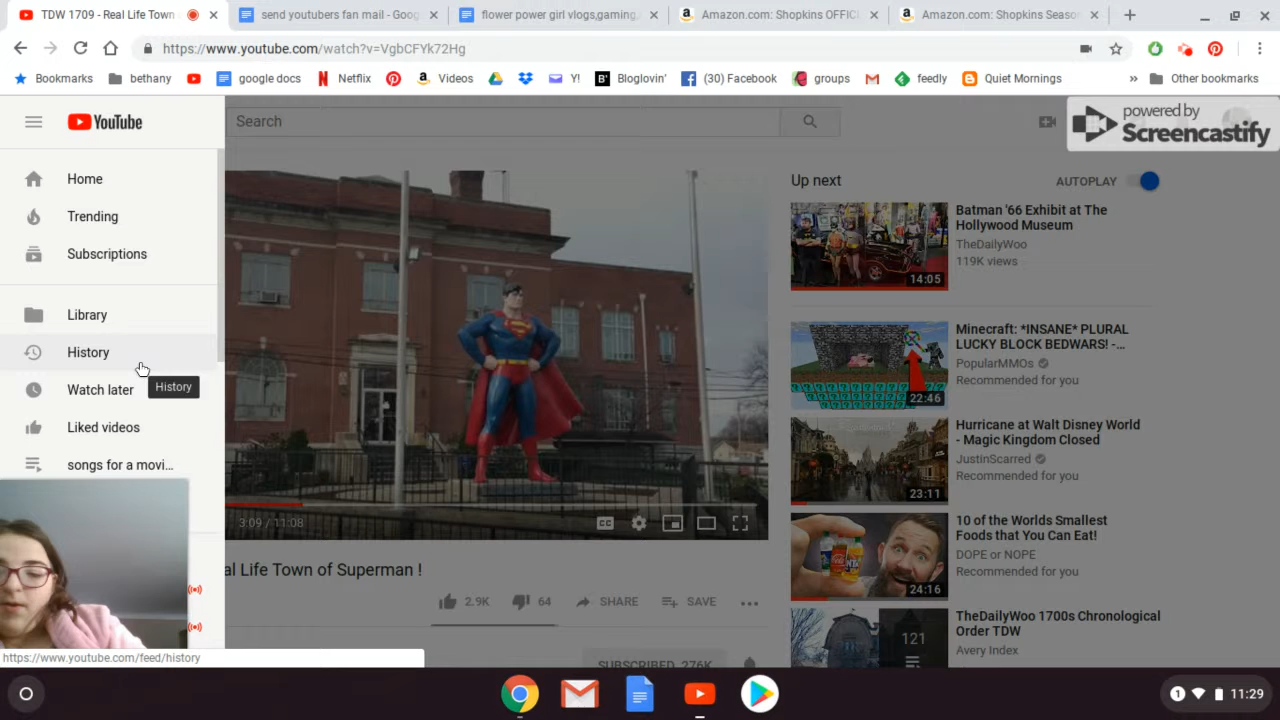 TDW 1709 - Real Life Town
send youtubers fan mail - Goog
flower power girl vlogs,gaming,
Amazon.com: Shopkins OFFICI
Amazon.com: Shopkins Season
https://www.youtube.com/watch?v=VgbCFYk72Hg
Bookmarks
bethany
google docs
Netflix
Videos
Y!
Bloglovin'
(30) Facebook
groups
feedly
Quiet Mornings
»
Other bookmarks
YouTube
Search
powered by
Screencastify
Home
Trending
Subscriptions
Library
History
History
Watch later
Liked videos
songs for a movi...
3:09 / 11:08
CC
al Life Town of Superman !
2.9K
64
SHARE
SAVE
SUBSCRIBED 276K
Up next
AUTOPLAY
Batman '66 Exhibit at The
Hollywood Museum
TheDailyWoo
119K views
14:05
Minecraft: *INSANE* PLURAL
LUCKY BLOCK BEDWARS! -...
PopularMMOs
Recommended for you
22:46
Hurricane at Walt Disney World
- Magic Kingdom Closed
JustinScarred
Recommended for you
23:11
10 of the Worlds Smallest
Foods that You Can Eat!
DOPE or NOPE
Recommended for you
24:16
TheDailyWoo 1700s Chronological
Order TDW
Avery Index
121
https://www.youtube.com/feed/history
1
11:29